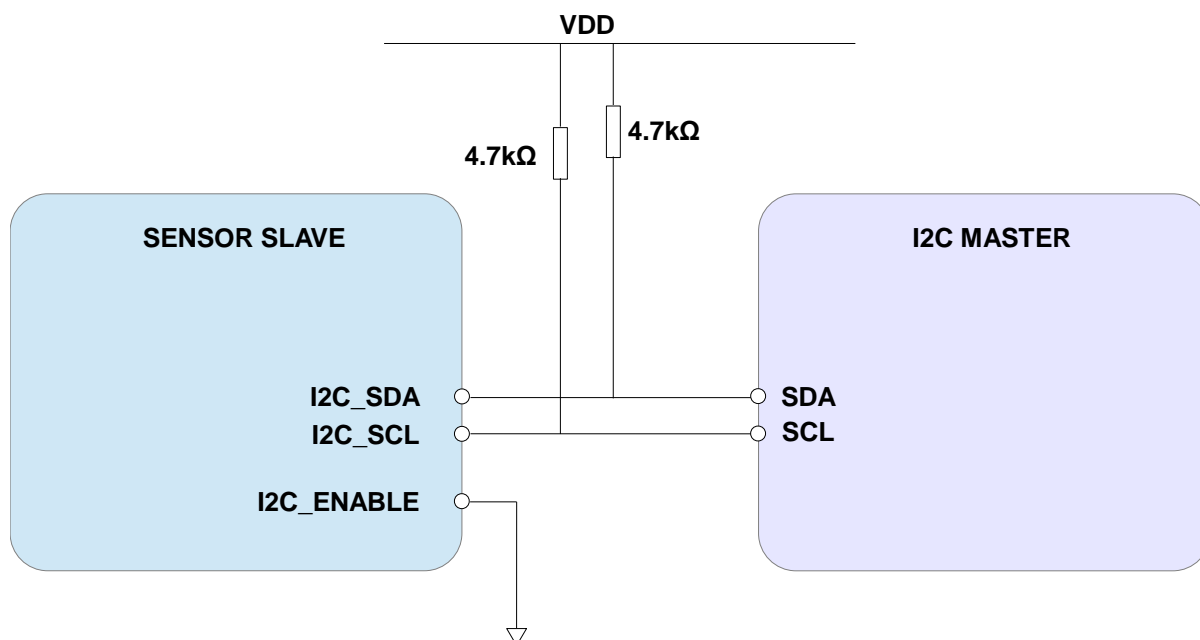 VDD
4.7kΩ
4.7kΩ
SENSOR SLAVE
I2C MASTER
I2C_SDA
SDA
I2C_SCL
SCL
I2C_ENABLE